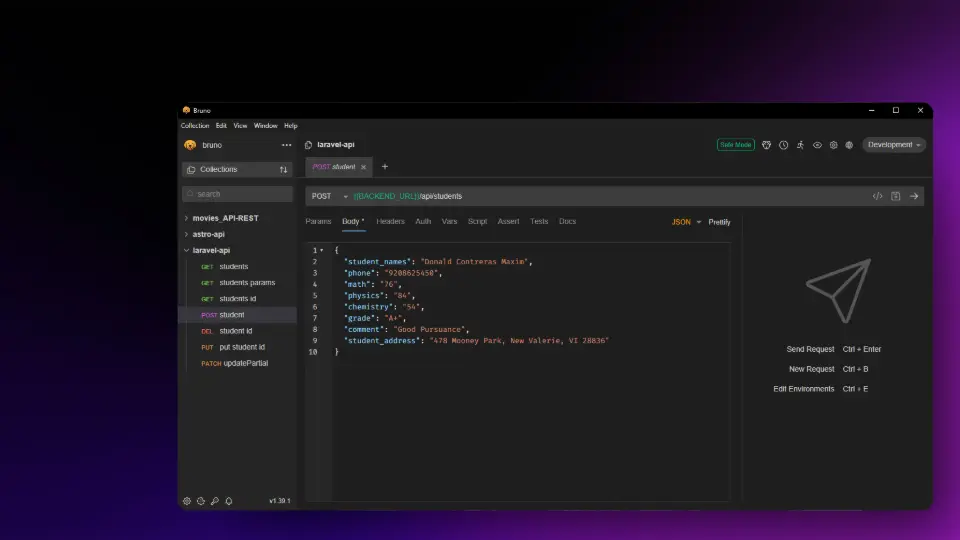 Bruno
Collection Edit View Window Help
bruno
laravel-api
Safe Mode
Development
Collections
POST student
search
POST
{{BACKEND_URL}}/api/students
Params Body Headers Auth Vars Script Assert Tests Docs
JSON
Prettify
movies_API-REST
astro-api
laravel-api
GET students
GET students params
GET students id
POST student
DEL student id
PUT put student id
PATCH updatePartial
1 {
2 "student_names": "Donald Contreras Maxim",
3 "phone": "9208625450",
4 "math": "76",
5 "physics": "84",
6 "chemistry": "54",
7 "grade": "A+",
8 "comment": "Good Pursuance",
9 "student_address": "478 Mooney Park, New Valerie, VI 28836"
10 }
Send Request Ctrl + Enter
New Request Ctrl + B
Edit Environments Ctrl + E
v1.39.1